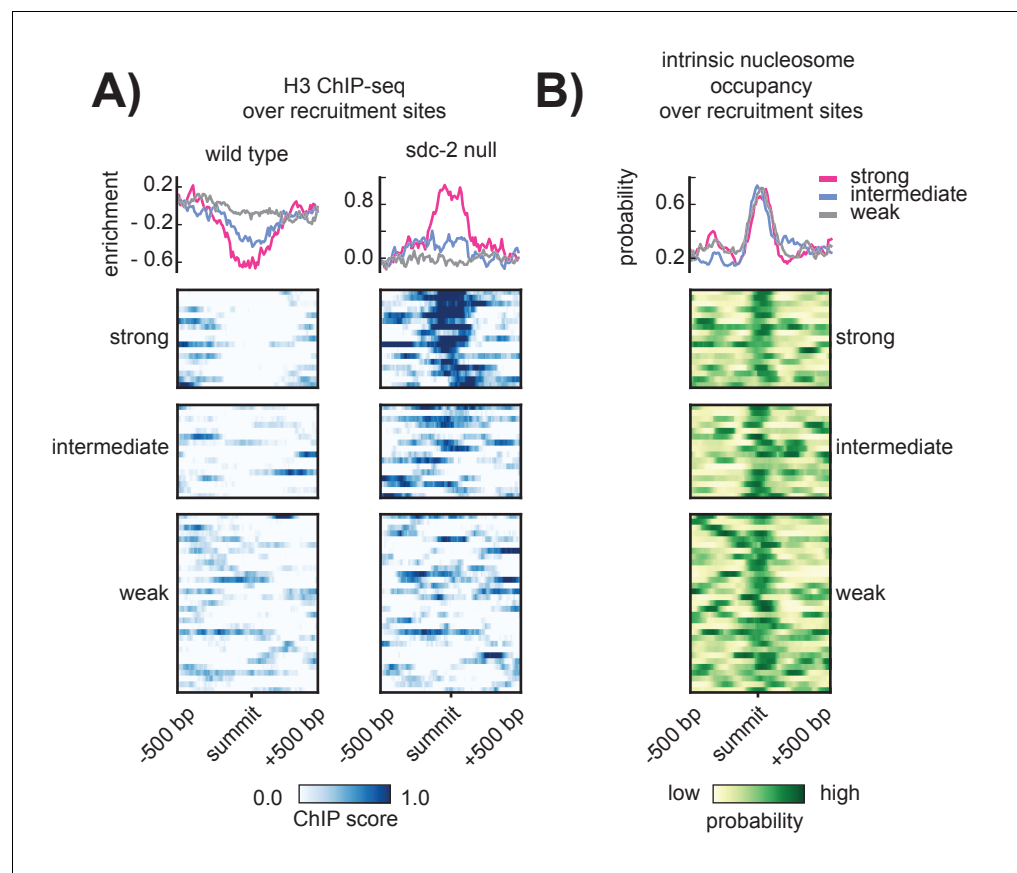 A)
H3 ChIP-seq
over recruitment sites
wild type
sdc-2 null
enrichment
0.2
- 0.2
- 0.6
0.8
0.0
strong
intermediate
weak
-500 bp
summit
+500 bp
-500 bp
summit
+500 bp
0.0
1.0
ChIP score
B)
intrinsic nucleosome
occupancy
over recruitment sites
probability
0.6
0.2
strong
intermediate
weak
strong
intermediate
weak
-500 bp
summit
+500 bp
low
high
probability